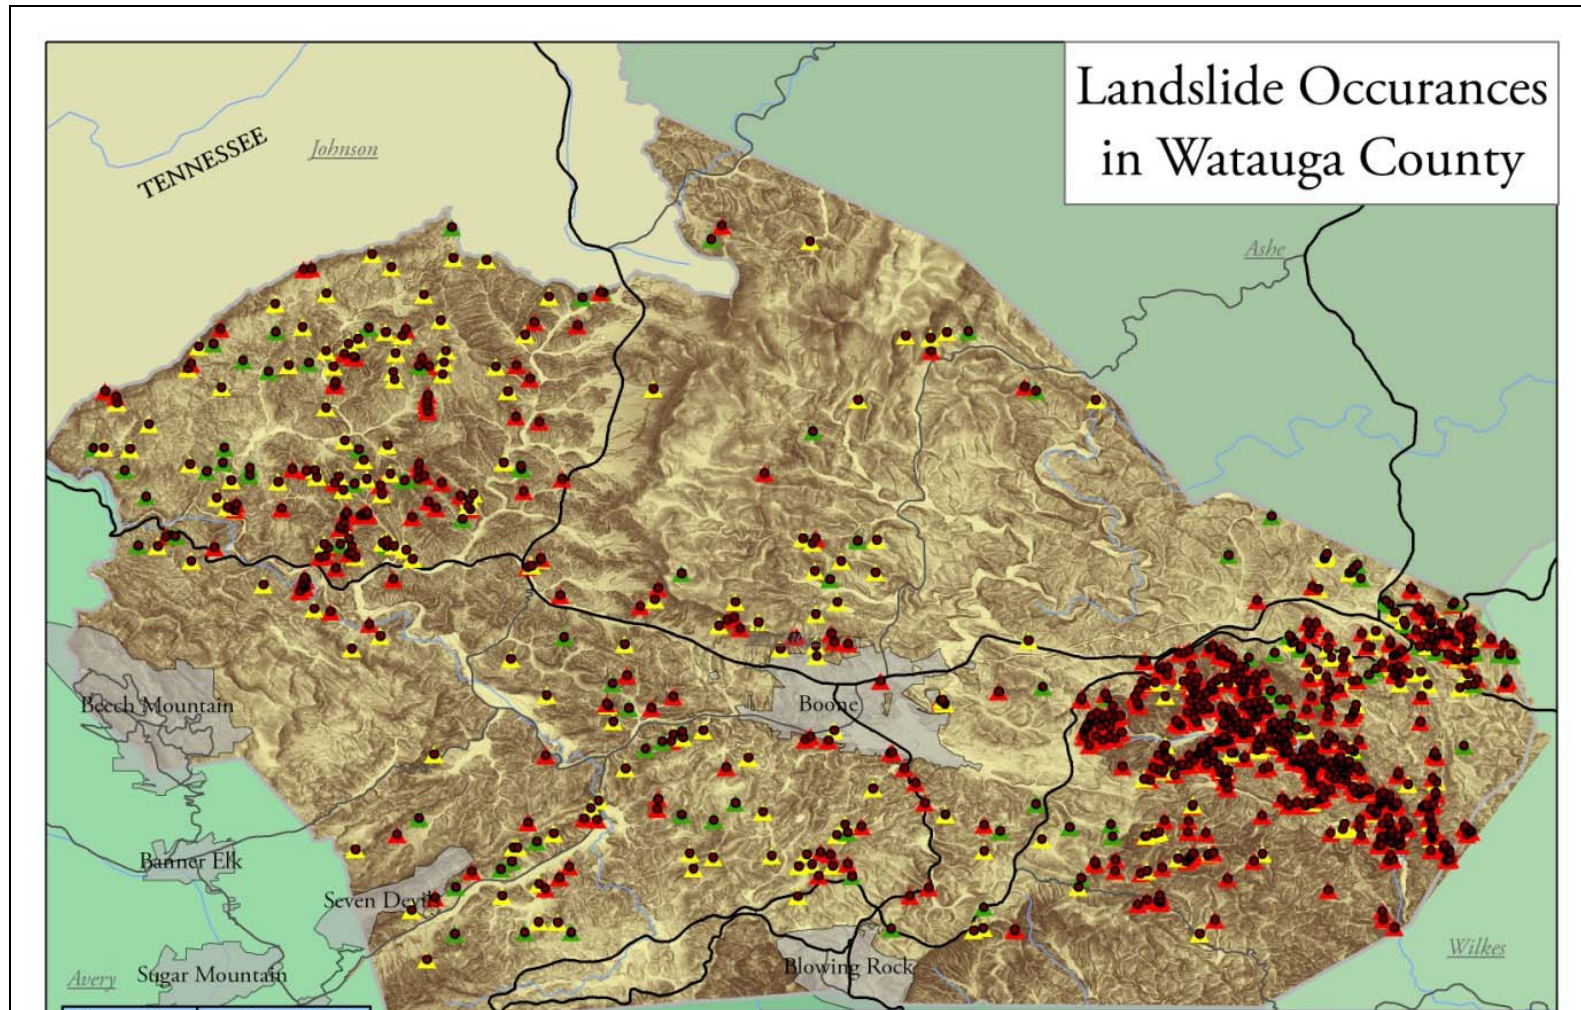 Landslide Occurances
in Watauga County
TENNESSEE
Johnson
Ashe
Beech Mountain
Boone
Banner Elk
Seven Devils
Blowing Rock
Wilkes
Avery
Sugar Mountain